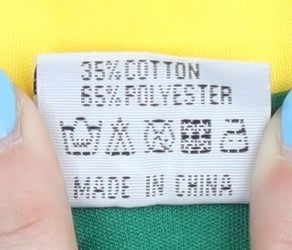 35% COTTON
65% POLYESTER
MADE IN CHINA